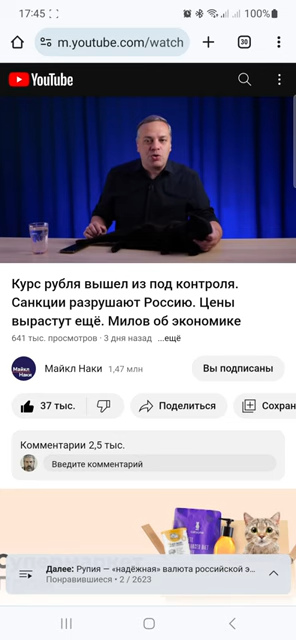 17:45
100%
m.youtube.com/watch
30
YouTube
Курс рубля вышел из под контроля.
Санкции разрушают Россию. Цены
вырастут ещё. Милов об экономике
641 тыс. просмотров · 3 дня назад ...ещё
Майкл Наки
Майкл Наки 1,47 млн
Вы подписаны
37 тыс.
Поделиться
Сохран
Комментарии 2,5 тыс.
Введите комментарий
Далее: Рупия — «надёжная» валюта российской э...
Понравившиеся • 2 / 2623